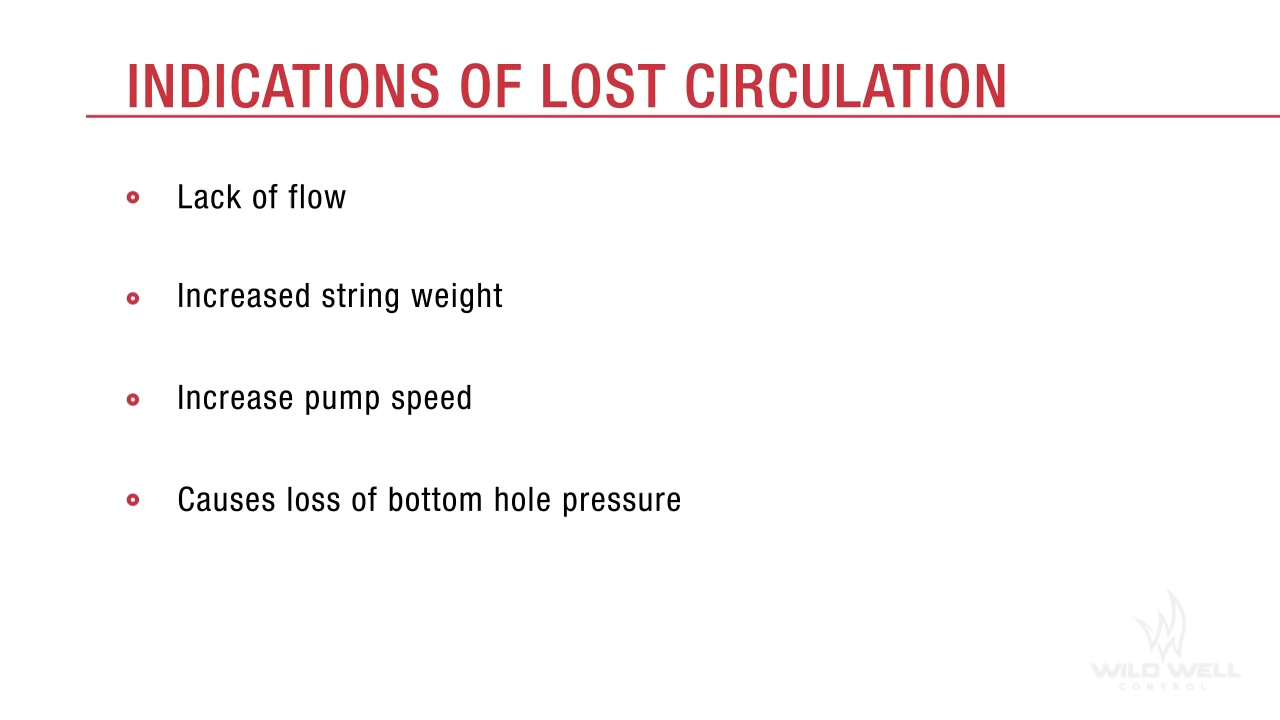 INDICATIONS OF LOST CIRCULATION
Lack of flow
Increased string weight
Increase pump speed
Causes loss of bottom hole pressure
WILD WELL
CONTROL